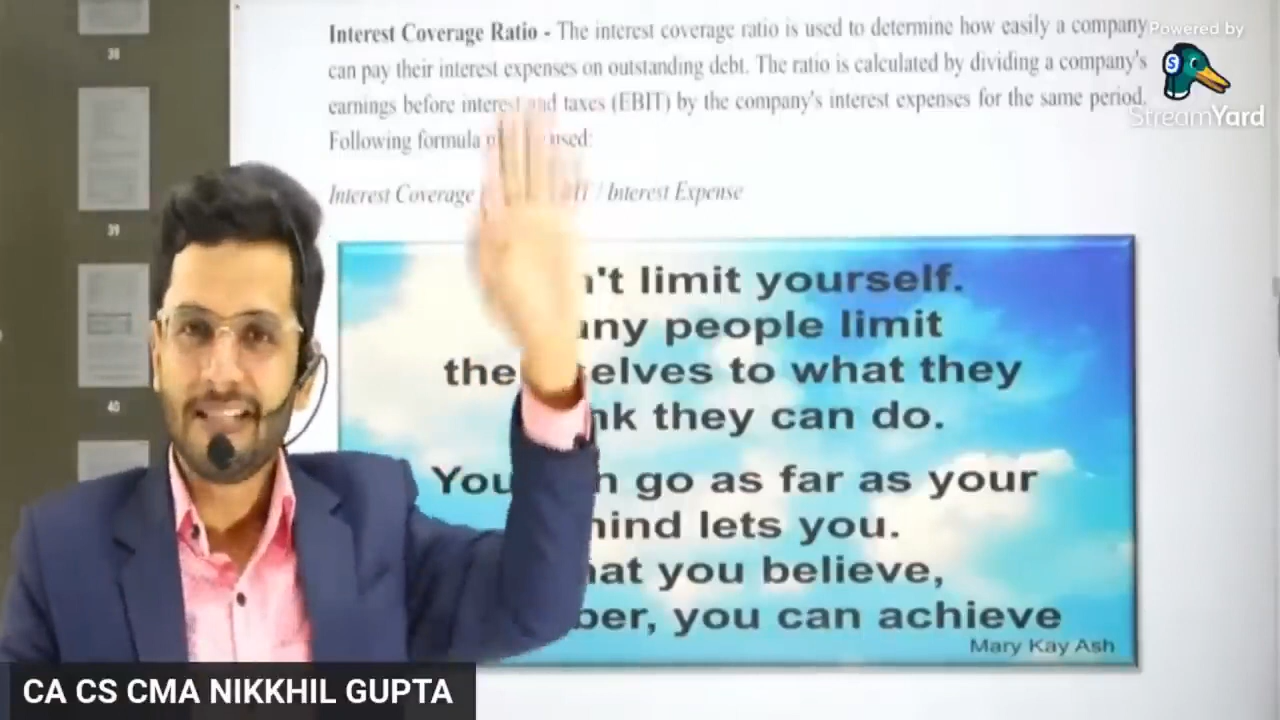 Interest Coverage Ratio - The interest coverage ratio is used to determine how easily a company
can pay their interest expenses on outstanding debt. The ratio is calculated by dividing a company's
earnings before interest and taxes (EBIT) by the company's interest expenses for the same period.
Following formula used:
Interest Coverage / Interest Expense
Powered by
S
StreamYard
38
39
40
n't limit yourself.
any people limit
the elves to what they
nk they can do.
You n go as far as your
mind lets you.
hat you believe,
ber, you can achieve
Mary Kay Ash
CA CS CMA NIKKHIL GUPTA